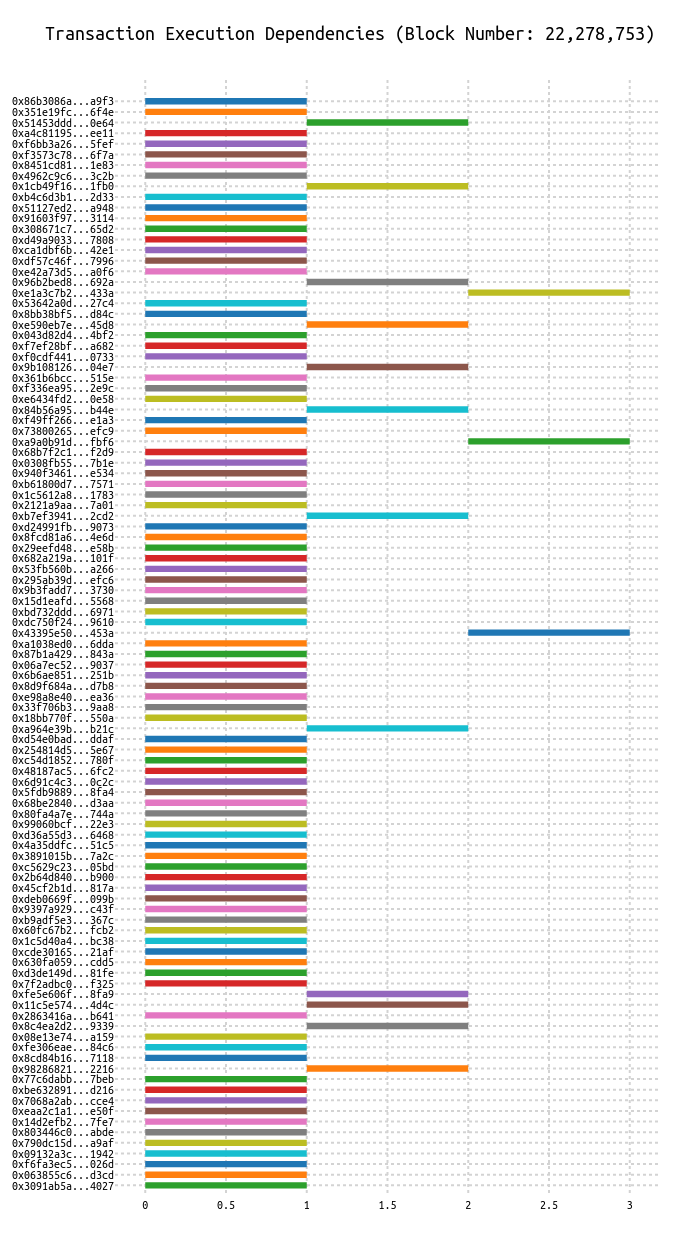 Transaction Execution Dependencies (Block Number: 22,278,753)
0x86b3086a...a9f3
0x351e19fc...6f4e
0x51453ddd...0e64
0xa4c81195...ee11
0xf6bb3a26...5fef
0xf3573c78...6f7a
0x8451cd81...1e83
0x4962c9c6...3c2b
0x1cb49f16...1fb0
0xb4c6d3b1...2d33
0x51127ed2...a948
0x91603f97...3114
0x308671c7...65d2
0xd49a9033...7808
0xca1dbf6b...42e1
0xdf57c46f...7996
0xe42a73d5...a0f6
0x96b2bed8...692a
0xe1a3c7b2...433a
0x53642a0d...27c4
0x8bb38bf5...d84c
0xe590eb7e...45d8
0x043d82d4...4bf2
0xf7ef28bf...a682
0xf0cdf441...0733
0x9b108126...04e7
0x361b6bcc...515e
0xf336ea95...2e9c
0xe6434fd2...0e58
0x84b56a95...b44e
0xf49ff266...e1a3
0x73800265...efc9
0xa9a0b91d...fbf6
0x68b7f2c1...f2d9
0x0308fb55...7b1e
0x940f3461...e534
0xb61800d7...7571
0x1c5612a8...1783
0x2121a9aa...7a01
0xb7ef3941...2cd2
0xd24991fb...9073
0x8fcd81a6...4e6d
0x29eefd48...e58b
0x682a219a...101f
0x53fb560b...a266
0x295ab39d...efc6
0x9b3fadd7...3730
0x15d1eafd...5568
0xbd732ddd...6971
0xdc750f24...9610
0x43395e50...453a
0xa1038ed0...6dda
0x87b1a429...843a
0x06a7ec52...9037
0x6b6ae851...251b
0x8d9f684a...d7b8
0xe98a8e40...ea36
0x33f706b3...9aa8
0x18bb770f...550a
0xa964e39b...b21c
0xd54e0bad...ddaf
0x254814d5...5e67
0xc54d1852...780f
0x48187ac5...6fc2
0x6d91c4c3...0c2c
0x5fdb9889...8fa4
0x68be2840...d3aa
0x80fa4a7e...744a
0x99060bcf...22e3
0xd36a55d3...6468
0x4a35ddfc...51c5
0x3891015b...7a2c
0xc5629c23...05bd
0x2b64d840...b900
0x45cf2b1d...817a
0xdeb0669f...099b
0x9397a929...c43f
0xb9adf5e3...367c
0x60fc67b2...fcb2
0x1c5d40a4...bc38
0xcde30165...21af
0x630fa059...cdd5
0xd3de149d...81fe
0x7f2adbc0...f325
0xfe5e606f...8fa9
0x11c5e574...4d4c
0x2863416a...b641
0x8c4ea2d2...9339
0x08e13e74...a159
0xfe306eae...84c6
0x8cd84b16...7118
0x98286821...2216
0x77c6dabb...7beb
0xbe632891...d216
0x7068a2ab...cce4
0xeaa2c1a1...e50f
0x14d2efb2...7fe7
0x803446c0...abde
0x790dc15d...a9af
0x09132a3c...1942
0xf6fa3ec5...026d
0x063855c6...d3cd
0x3091ab5a...4027
0 0.5 1 1.5 2 2.5 3